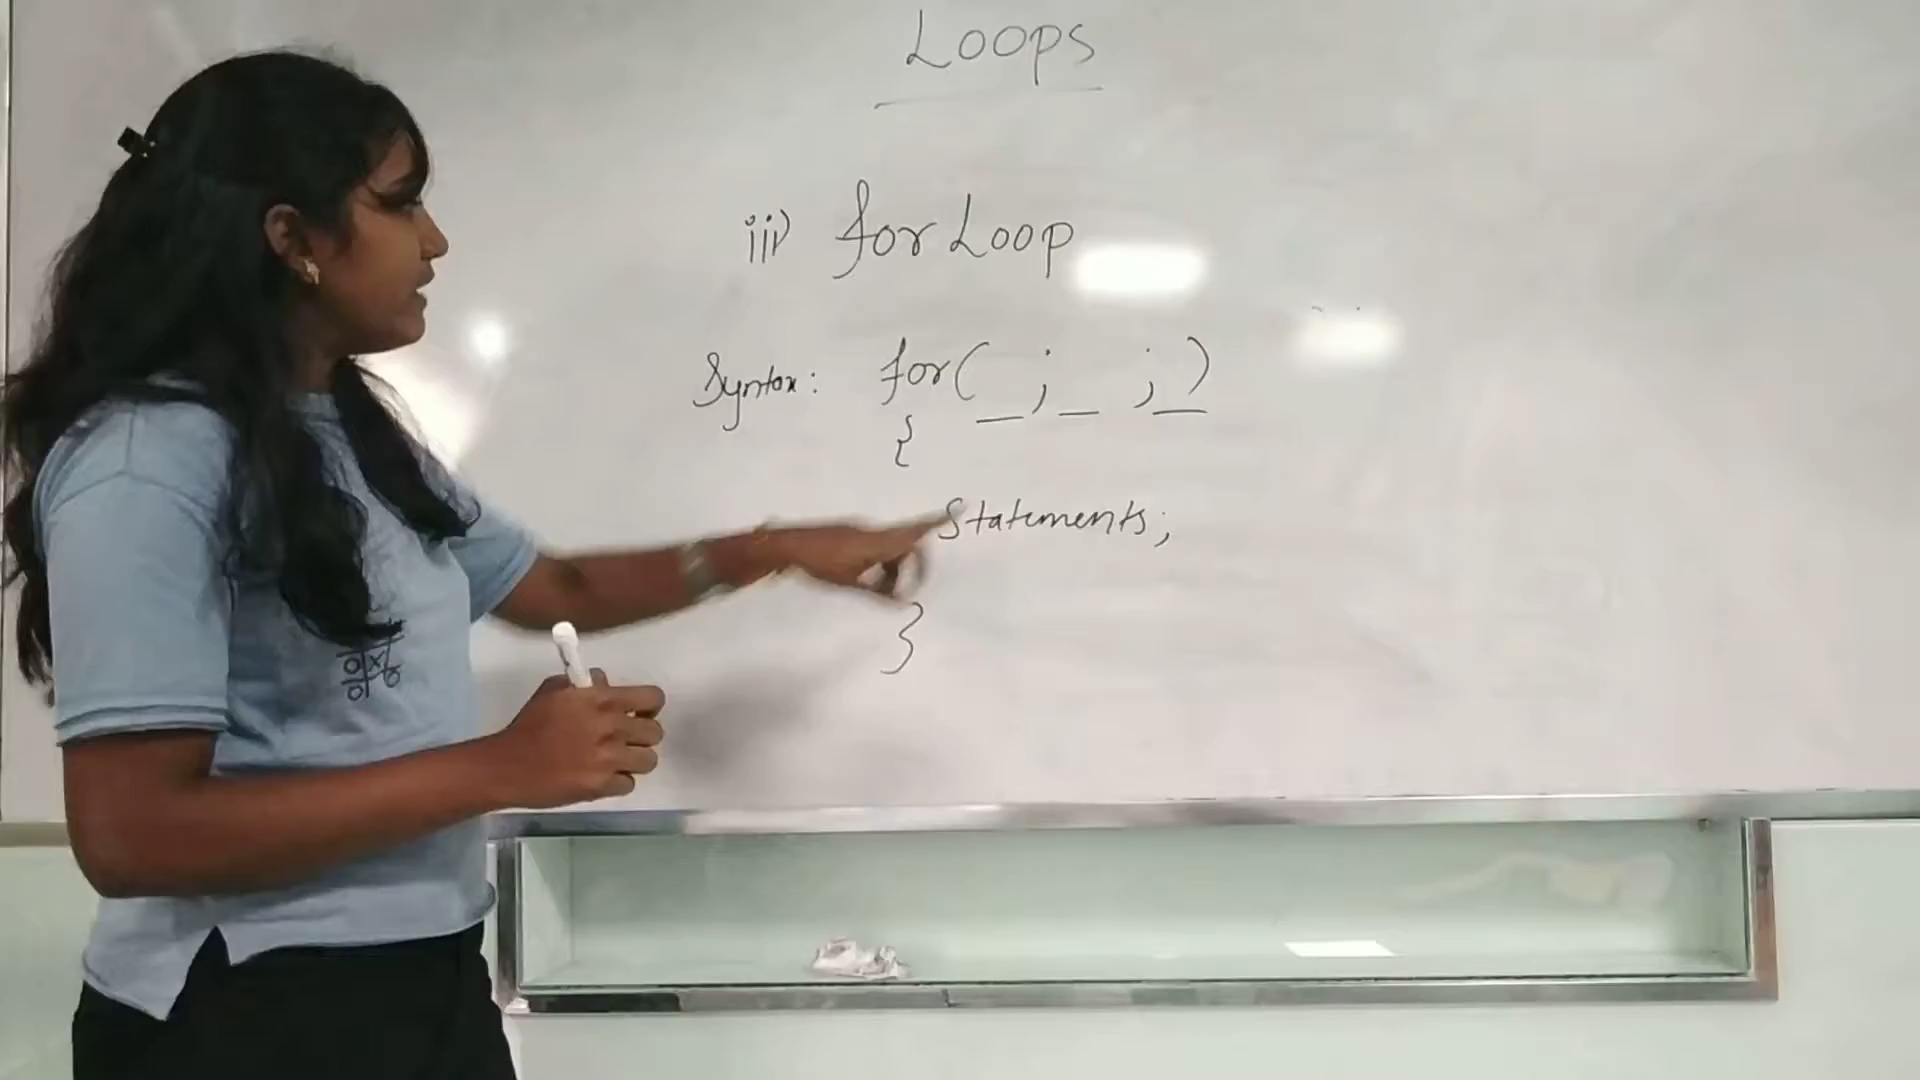 Loops
iii) for Loop
Syntax: for( _ ; _ ; _ )
{
Statements;
}